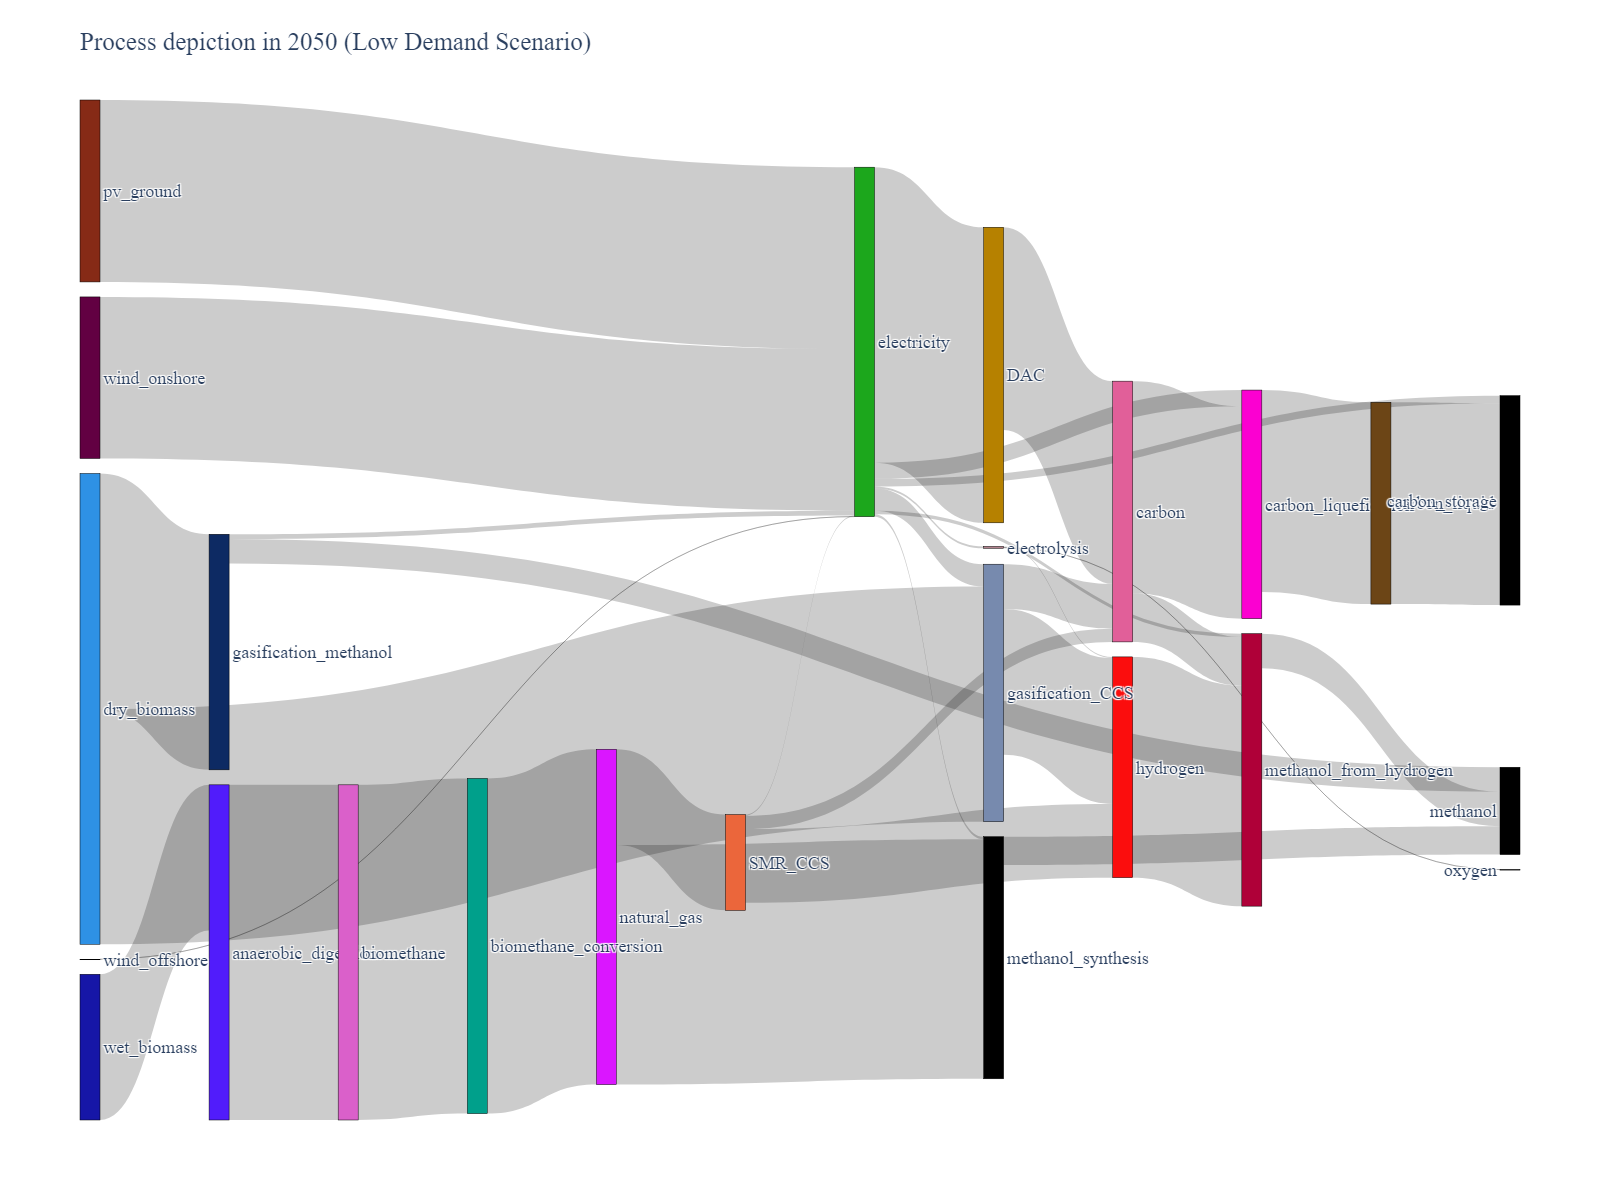 Process depiction in 2050 (Low Demand Scenario)
pv_ground
wind_onshore
dry_biomass
wind_offshore
wet_biomass
gasification_methanol
anaerobic_dige
biomethane
biomethane_conversion
natural_gas
SMR_CCS
electricity
DAC
electrolysis
gasification_CCS
methanol_synthesis
carbon
hydrogen
carbon_liquefi
methanol_from_hydrogen
carbon_storage
methanol
oxygen